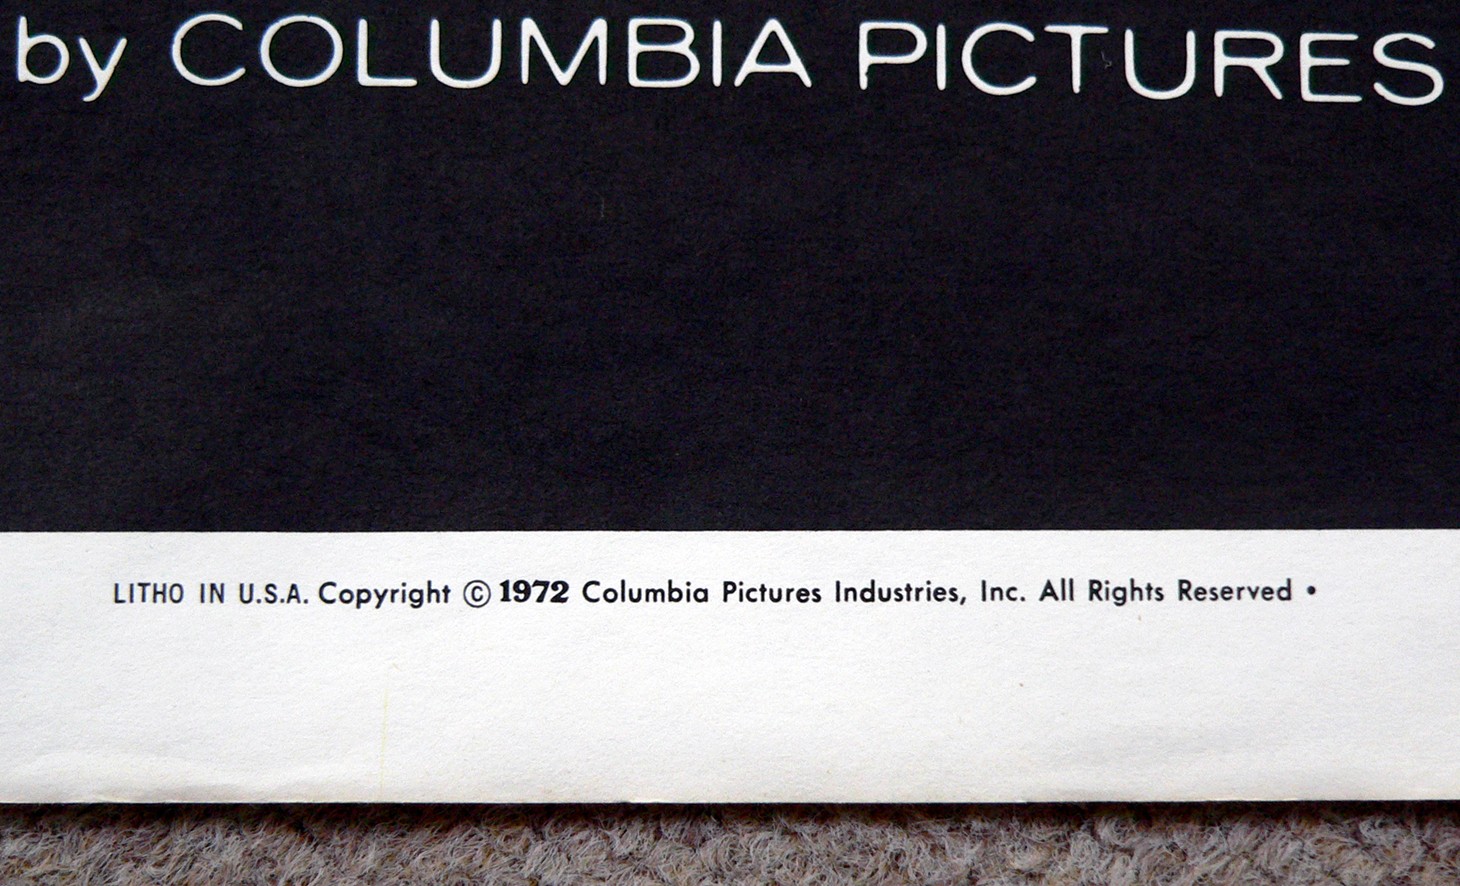 by COLUMBIA PICTURES
LITHO IN U.S.A. Copyright © 1972 Columbia Pictures Industries, Inc. All Rights Reserved •